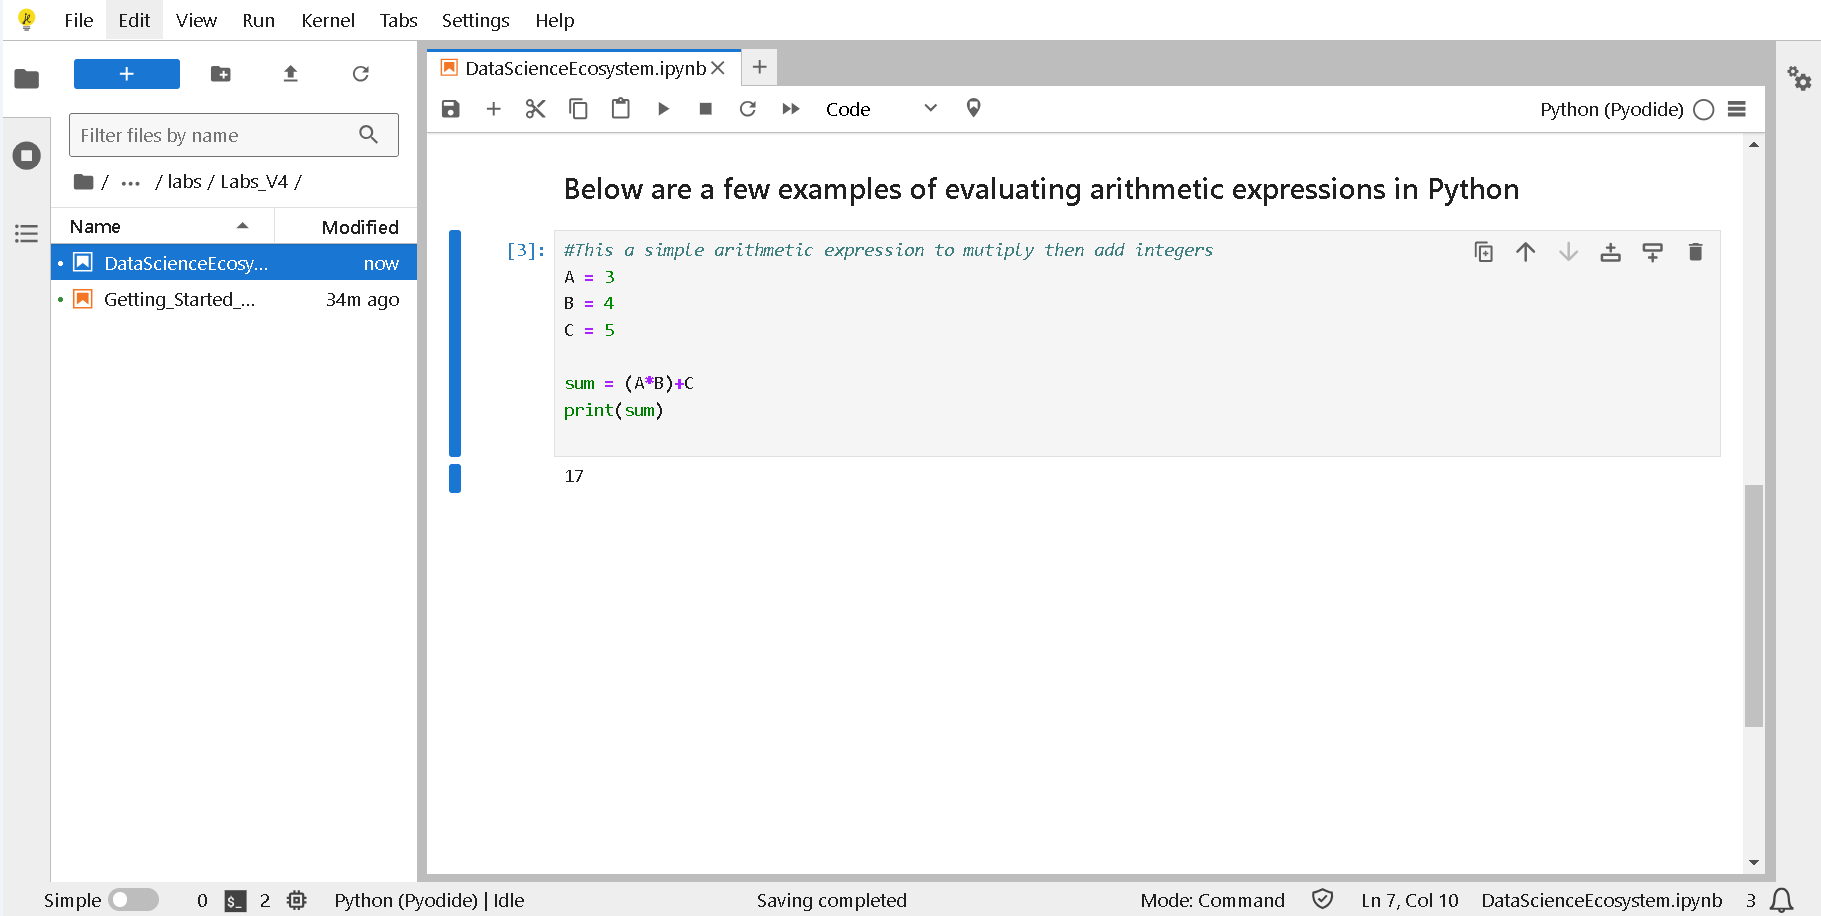 File Edit View Run Kernel Tabs Settings Help
+
Filter files by name
/ ... / labs / Labs_V4 /
Name Modified
DataScienceEcosy... now
Getting_Started_... 34m ago
DataScienceEcosystem.ipynb
Code
Python (Pyodide)
Below are a few examples of evaluating arithmetic expressions in Python
[3]: #This a simple arithmetic expression to mutiply then add integers
A = 3
B = 4
C = 5
sum = (A*B)+C
print(sum)
17
Simple 0 $_ 2 Python (Pyodide) | Idle Saving completed Mode: Command Ln 7, Col 10 DataScienceEcosystem.ipynb 3